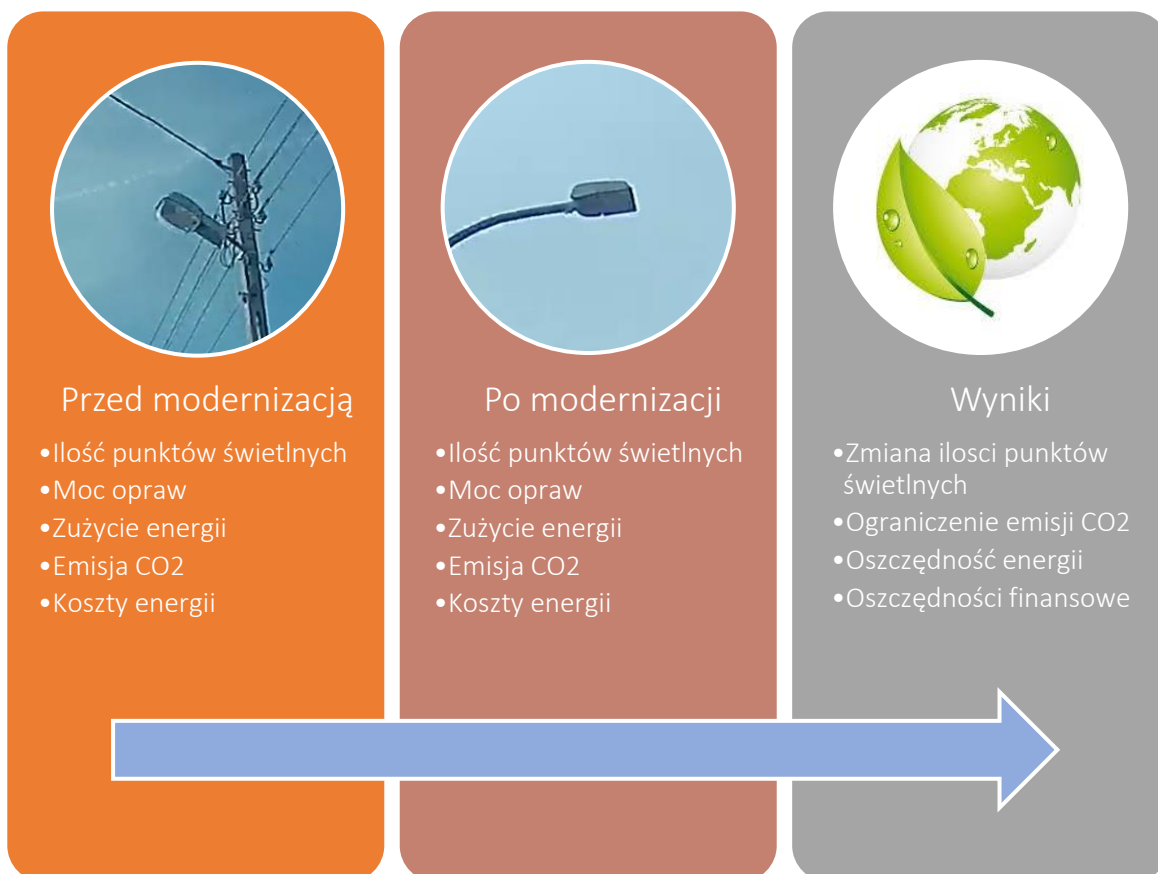 Przed modernizacją
•Ilość punktów świetlnych
•Moc opraw
•Zużycie energii
•Emisja CO2
•Koszty energii
Po modernizacji
•Ilość punktów świetlnych
•Moc opraw
•Zużycie energii
•Emisja CO2
•Koszty energii
Wyniki
•Zmiana ilosci punktów
świetlnych
•Ograniczenie emisji CO2
•Oszczędność energii
•Oszczędności finansowe